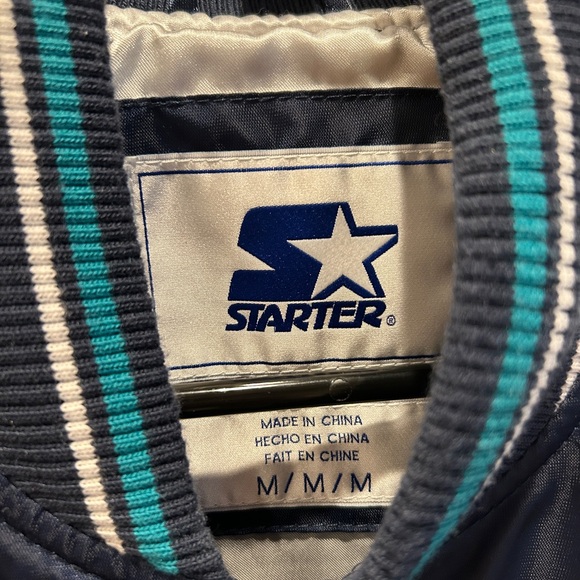 STARTER®
MADE IN CHINA
HECHO EN CHINA
FAIT EN CHINE
M/M/M